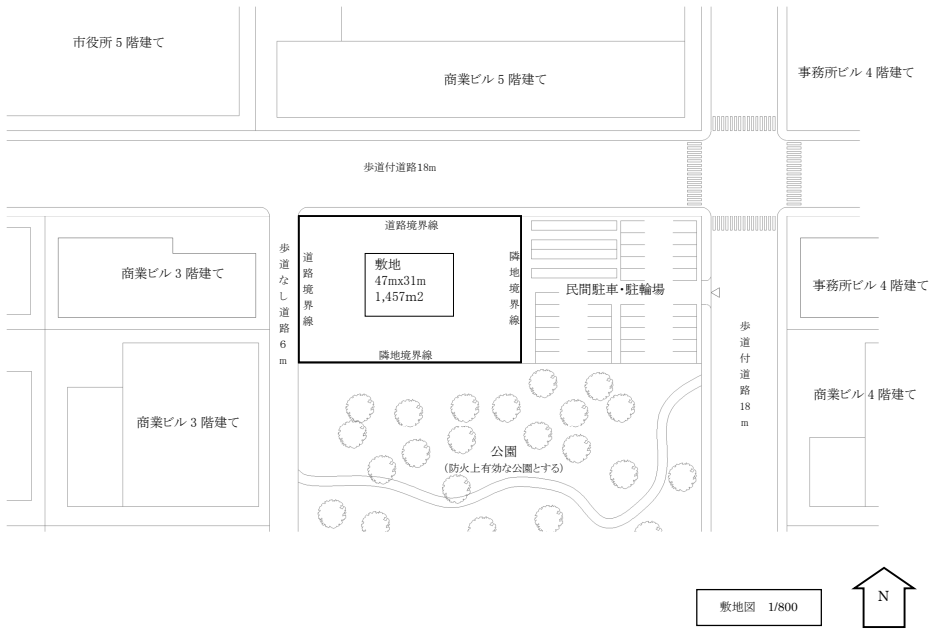 市役所 5 階建て
商業ビル 5 階建て
事務所ビル 4 階建て
歩道付道路18m
道路境界線
歩道なし道路6m
道路境界線
敷地
47mx31m
1,457m2
隣地境界線
隣地境界線
商業ビル 3 階建て
民間駐車・駐輪場
事務所ビル 4 階建て
歩道付道路18m
商業ビル 3 階建て
商業ビル 4 階建て
公園
(防火上有効な公園とする)
敷地図 1/800
N